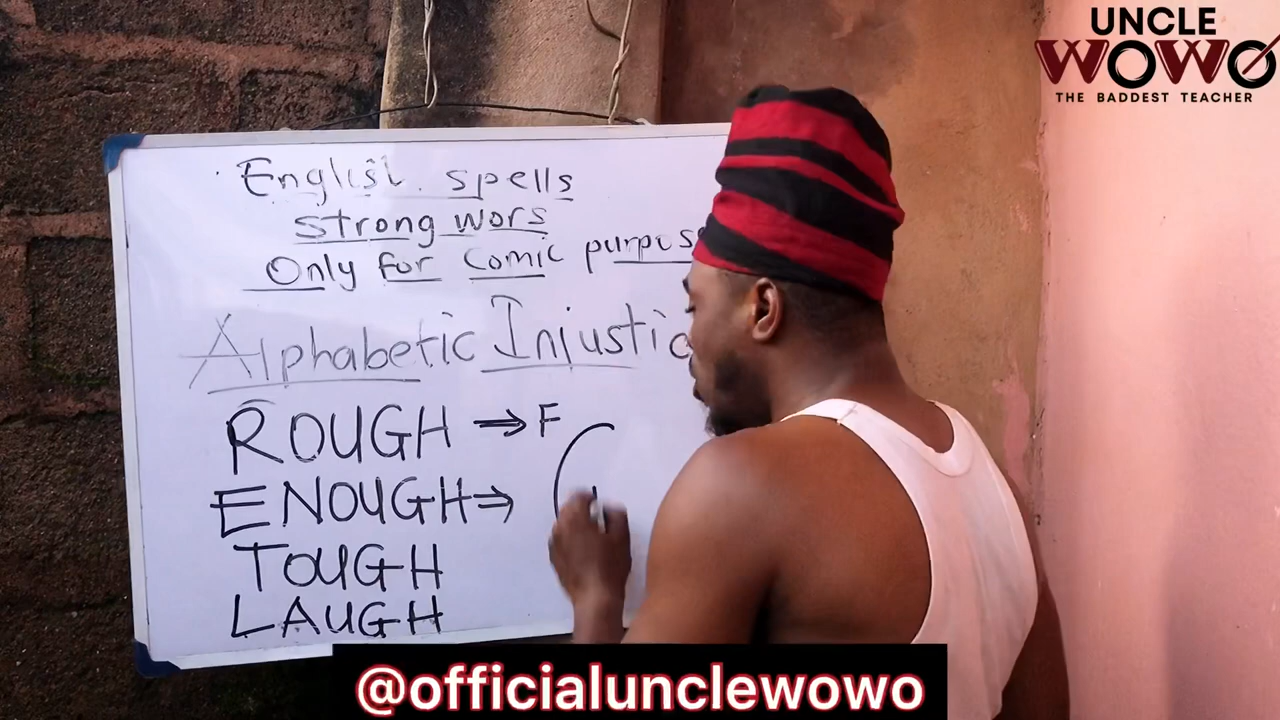 UNCLE
WOWO
THE BADDEST TEACHER
English spells
strong wors
Only for comic purpos
Alphabetic Injustic
ROUGH ⇒ F
ENOUGH ⇒
TOUGH
LAUGH
@officialunclewowo